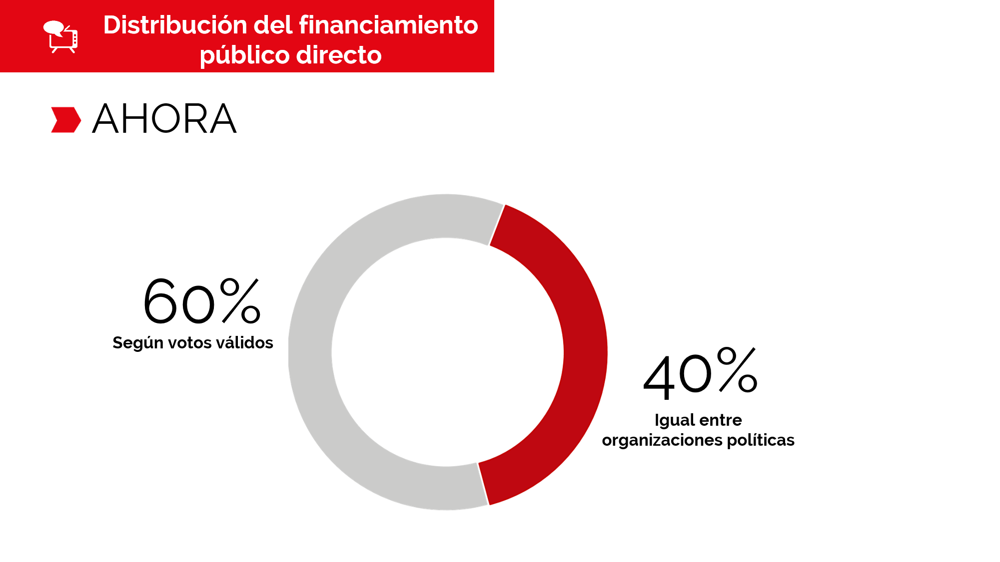 Distribución del financiamiento
público directo
AHORA
60%
Según votos válidos
40%
Igual entre
organizaciones políticas